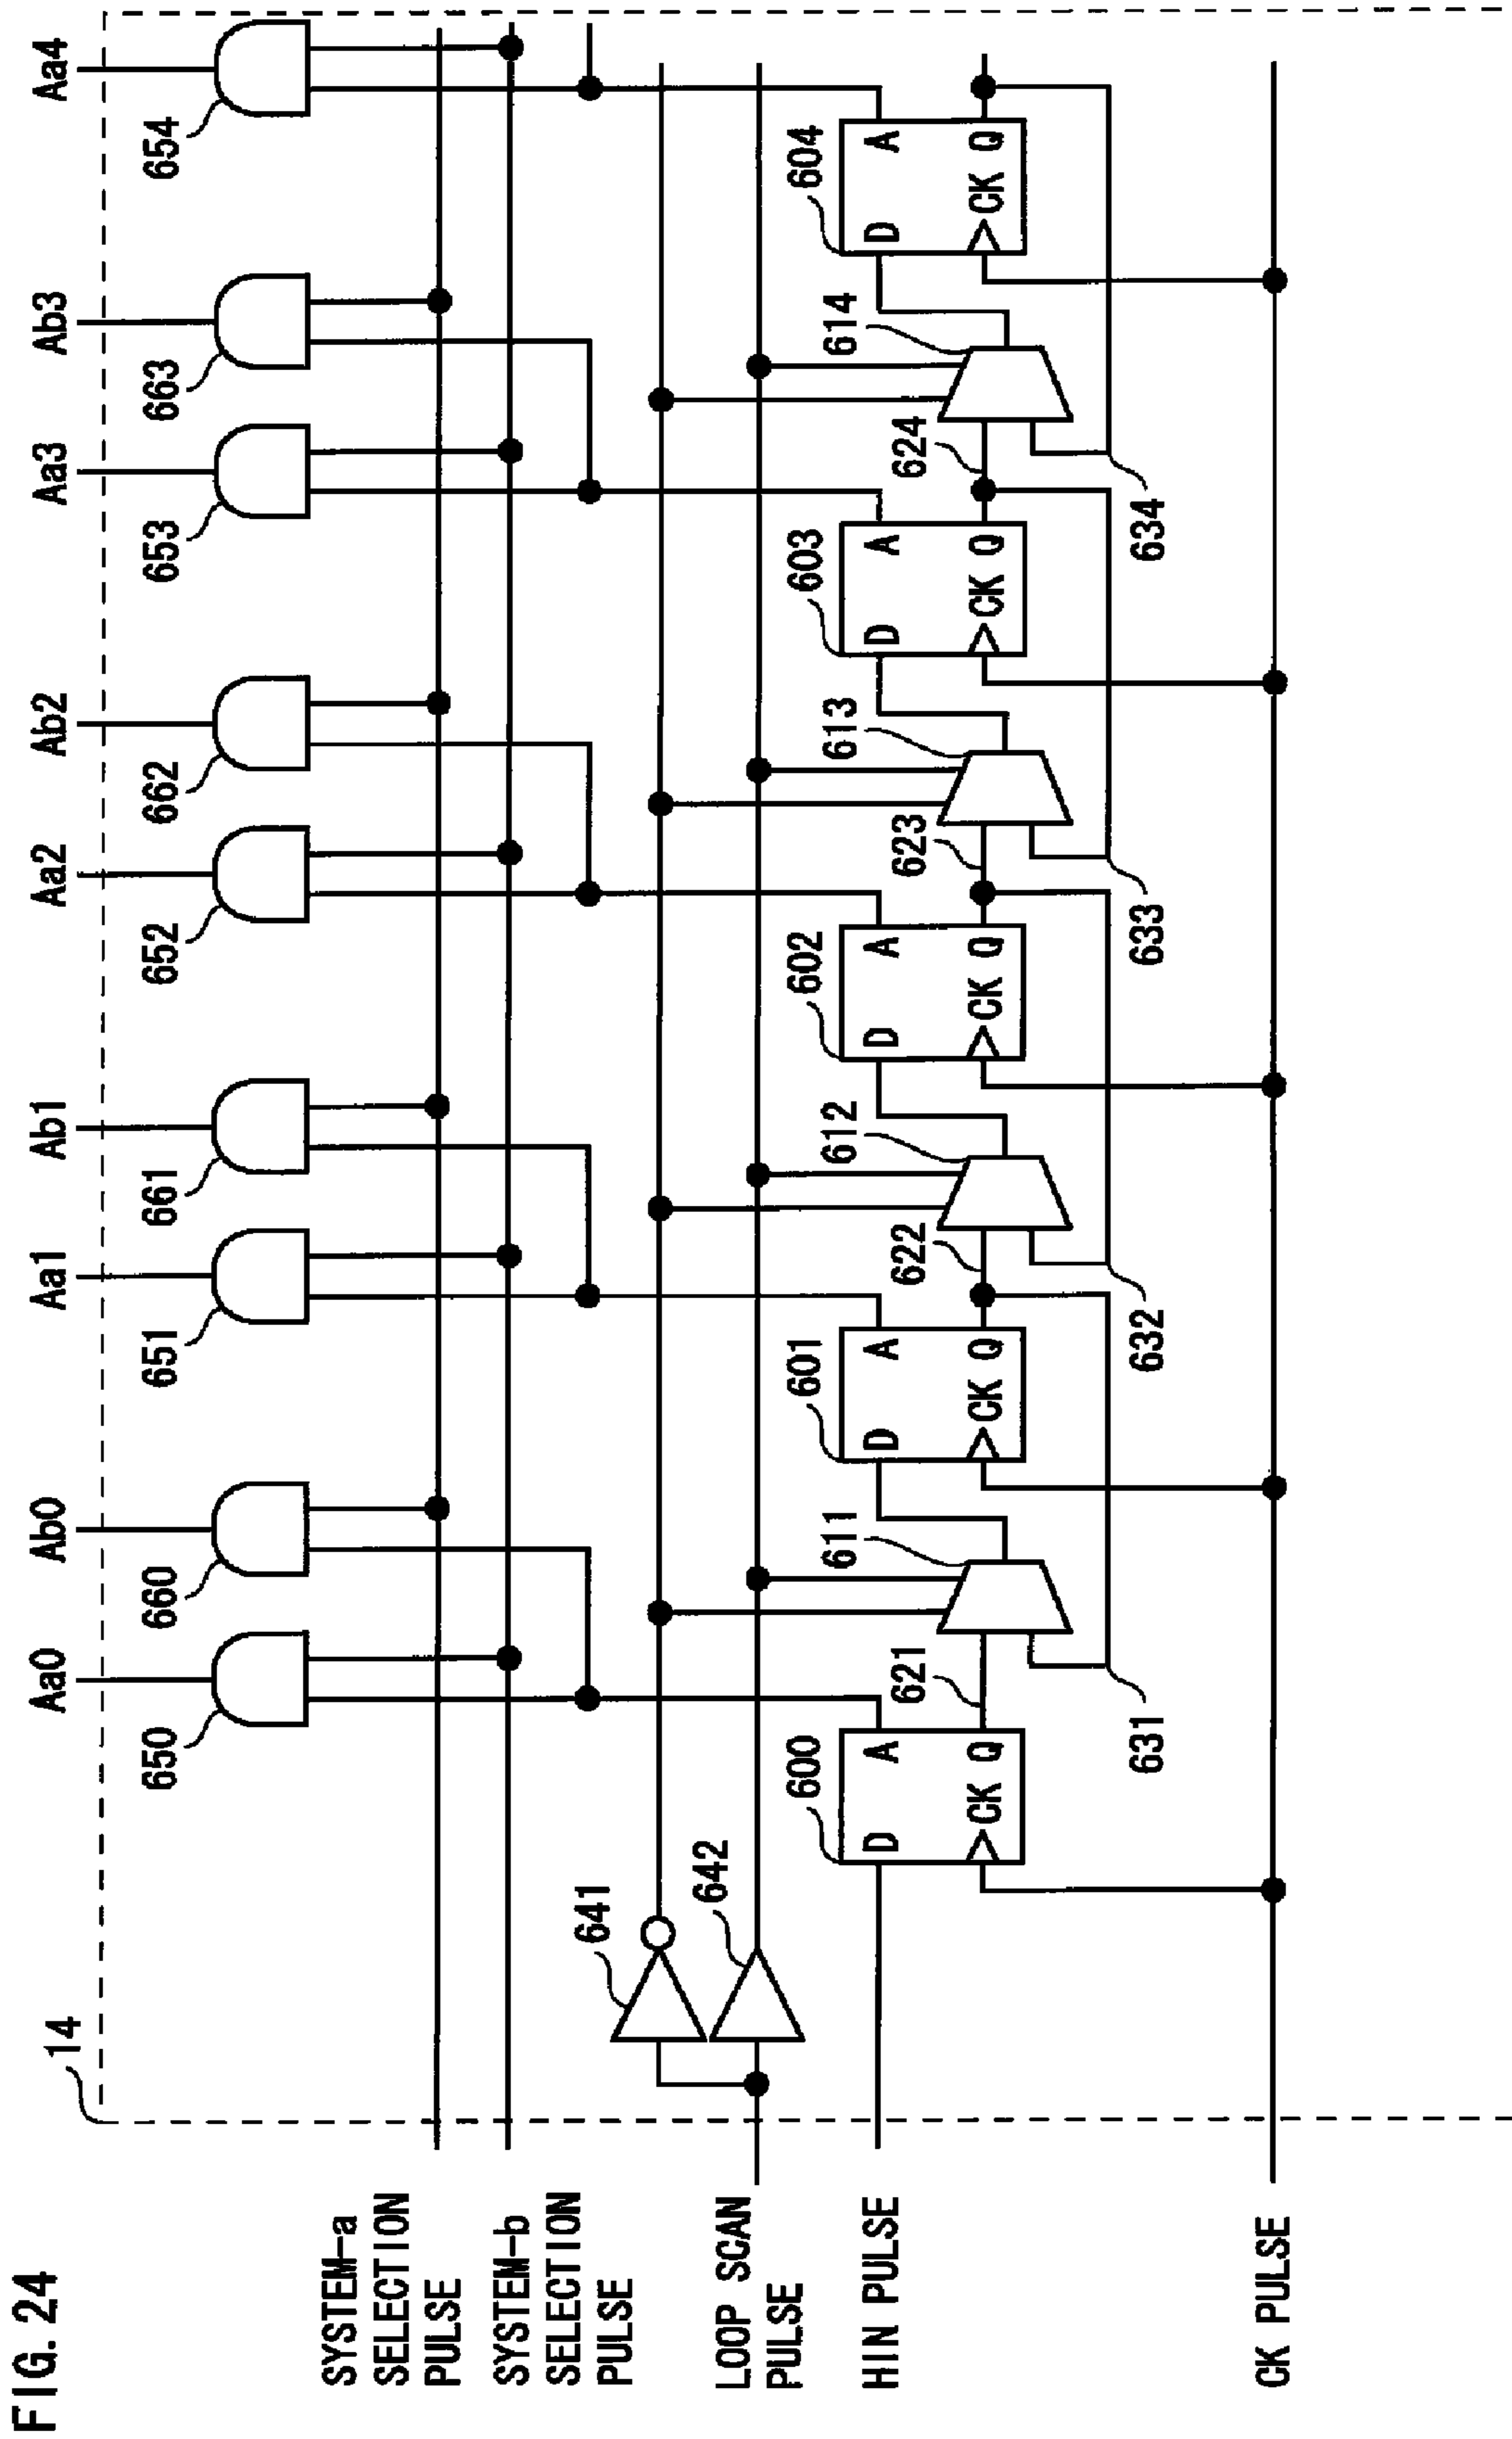 FIG. 24
14
Aa0
Ab0
Aa1
Ab1
Aa2
Ab2
Aa3
Ab3
Aa4
650
660
651
661
652
662
653
663
654
SYSTEM-a
SELECTION
PULSE
SYSTEM-b
SELECTION
PULSE
641
642
LOOP SCAN
PULSE
HIN PULSE
600
D
A
CK
Q
621
611
631
601
D
A
CK
Q
622
612
632
602
D
A
CK
Q
623
613
633
603
D
A
CK
Q
624
614
634
604
D
A
CK
Q
CK PULSE